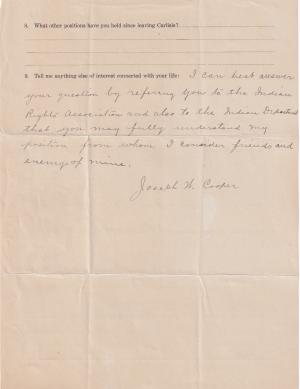 8. What other positions have you held since leaving Carlisle?
9. Tell me anything else of interest connected with your life: I can best answer
your question by refering you to the Indian
Rights Association and also to the Indian Department
that you may fully understand my
position from whom I consider friends and
enemy of mine.
Joseph W. Cooper